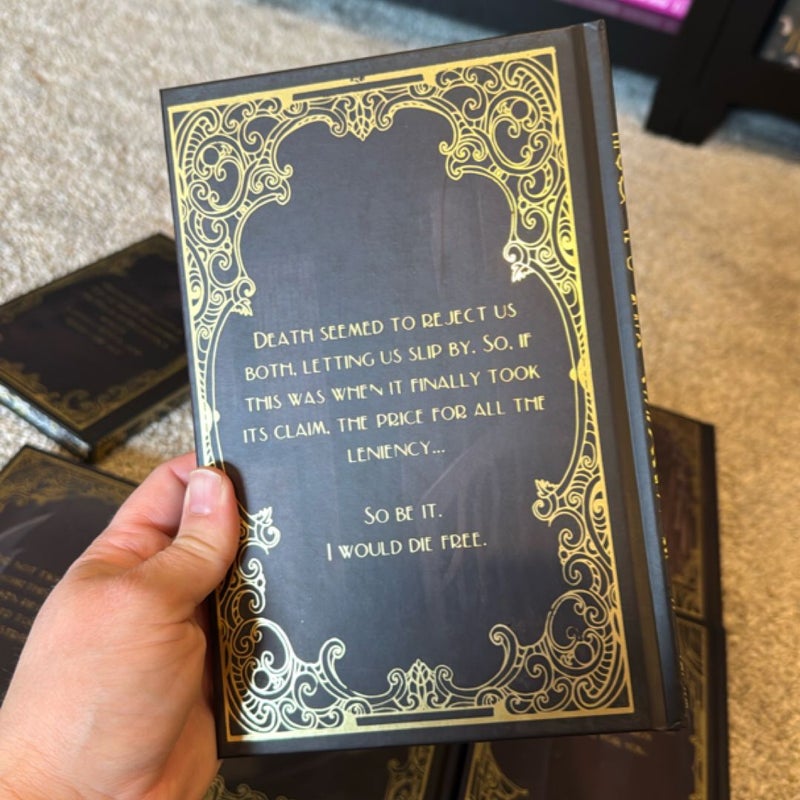 DEATH SEEMED TO REJECT US
BOTH, LETTING US SLIP BY. SO, IF
THIS WAS WHEN IT FINALLY TOOK
ITS CLAIM, THE PRICE FOR ALL THE
LENIENCY...
SO BE IT.
I WOULD DIE FREE.